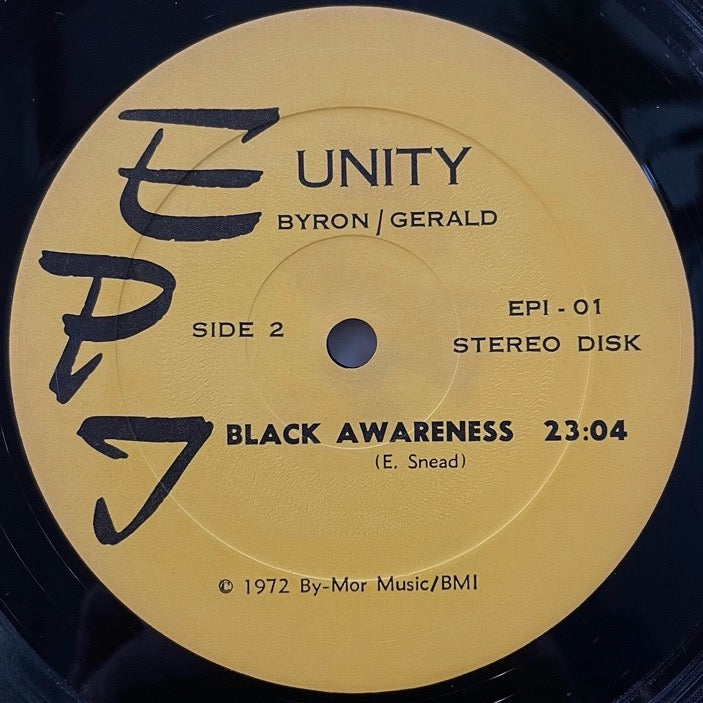 EPI
UNITY
BYRON / GERALD
SIDE 2
EPI - 01
STEREO DISK
BLACK AWARENESS 23:04
(E. Snead)
© 1972 By-Mor Music/BMI